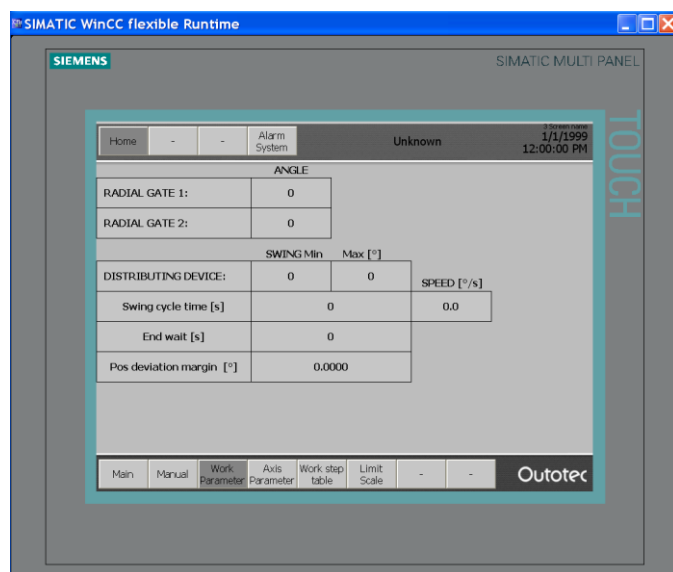 SIMATIC WinCC flexible Runtime
SIEMENS
SIMATIC MULTI PANEL
TOUCH
Home - - Alarm System Unknown
3 Screen name
1/1/1999
12:00:00 PM
ANGLE
RADIAL GATE 1: 0
RADIAL GATE 2: 0
SWING Min Max [°]
DISTRIBUTING DEVICE: 0 0
SPEED [°/s]
Swing cycle time [s] 0 0.0
End wait [s] 0
Pos deviation margin [°] 0.0000
Main Manual Work Parameter Axis Parameter Work step table Limit Scale - - Outotec